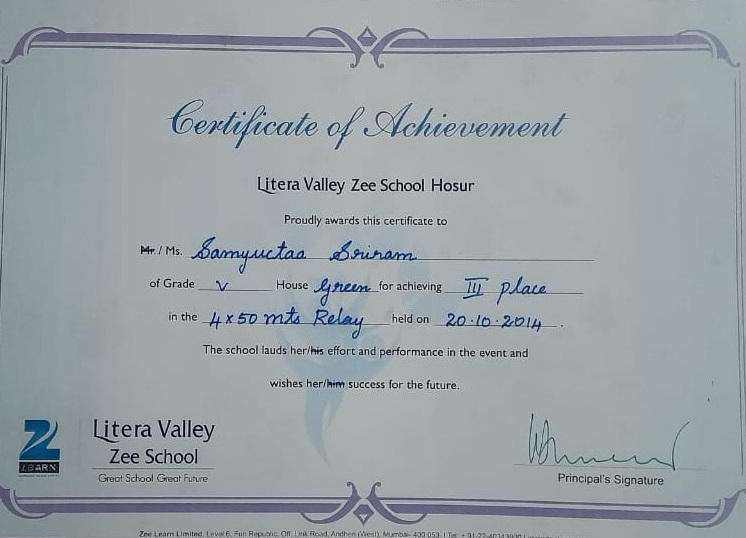 Certificate of Achievement
Litera Valley Zee School Hosur
Proudly awards this certificate to
Mr. / Ms. Samyuctaa Sriram
of Grade V House Green for achieving III place
in the 4x50 mts Relay held on 20.10.2014.
The school lauds her/his effort and performance in the event and
wishes her/him success for the future.
Z
LEARN
Litera Valley
Zee School
Great School Great Future
Principal's Signature
Zee Learn Limited, Level 6, Fun Republic, Off. Link Road, Andheri (West), Mumbai- 400 053. | Tel: